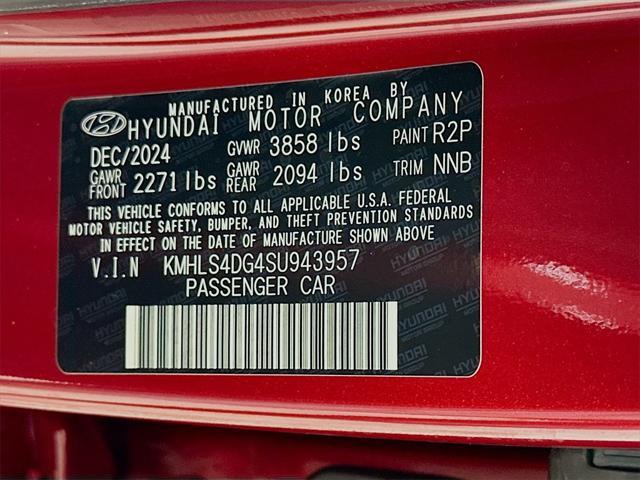 MANUFACTURED IN KOREA BY
HYUNDAI MOTOR COMPANY
DEC/2024 GVWR 3858 lbs PAINT R2P
GAWR FRONT 2271 lbs GAWR REAR 2094 lbs TRIM NNB
THIS VEHICLE CONFORMS TO ALL APPLICABLE U.S.A. FEDERAL
MOTOR VEHICLE SAFETY, BUMPER, AND THEFT PREVENTION STANDARDS
IN EFFECT ON THE DATE OF MANUFACTURE SHOWN ABOVE
V.I.N KMHLS4DG4SU943957
PASSENGER CAR